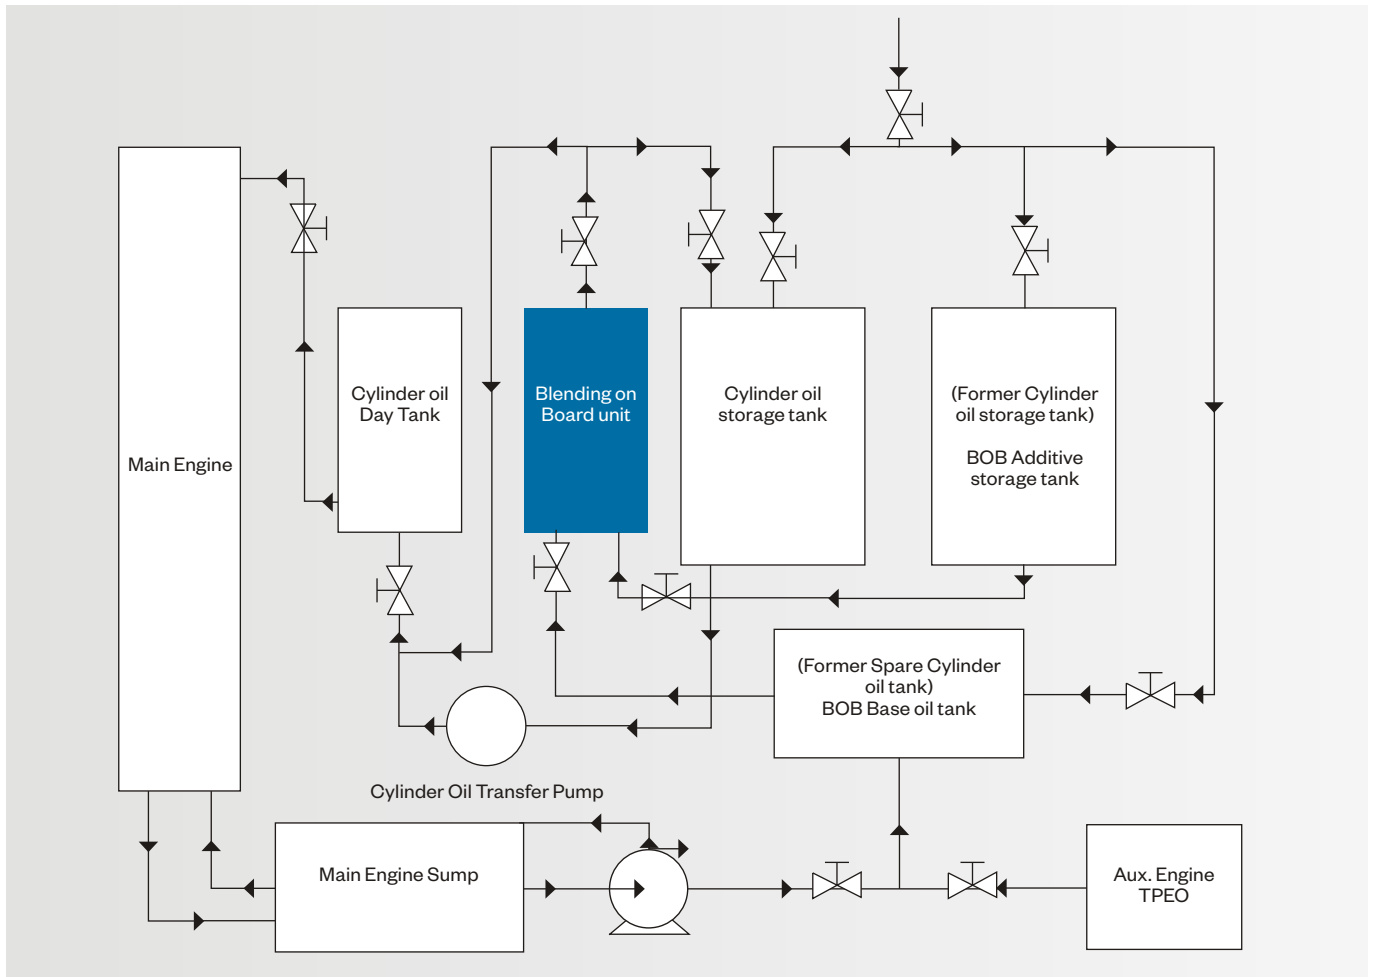 Main Engine
Cylinder oil
Day Tank
Blending on
Board unit
Cylinder oil
storage tank
(Former Cylinder
oil storage tank)
BOB Additive
storage tank
(Former Spare Cylinder
oil tank)
BOB Base oil tank
Cylinder Oil Transfer Pump
Main Engine Sump
Aux. Engine
TPEO